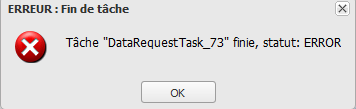 ERREUR : Fin de tâche
Tâche "DataRequestTask_73" finie, statut: ERROR
OK